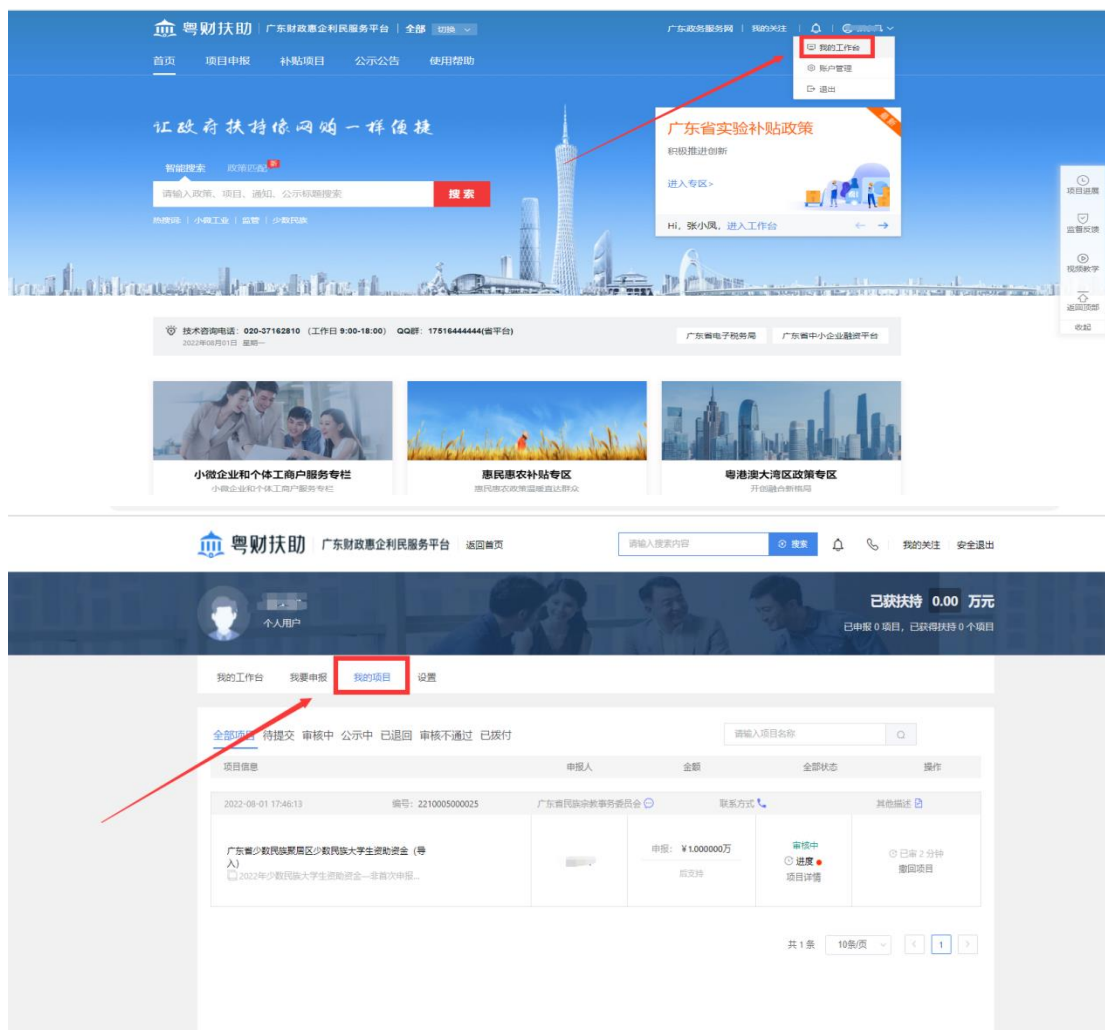 粤财扶助 广东财政惠企利民服务平台 全部 切换
广东政务服务网 我的关注
首页 项目申报 补贴项目 公示公告 使用帮助
我的工作台
账户管理
退出
让政府扶持像网购一样便捷
智能搜索 政策匹配
请输入政策、项目、通知、公示标题搜索 搜索
小微工业 | 监管 | 少数民族
广东省实验补贴政策
积极推进创新
进入专区>
Hi, 张小凤, 进入工作台
项目进展
监督反馈
视频教学
返回顶部
收起
技术咨询电话: 020-37162810 (工作日 9:00-18:00) QQ群: 17516444444(省平台)
2022年08月01日 星期一
广东省电子税务局 广东省中小企业融资平台
小微企业和个体工商户服务专栏
小微企业和个体工商户服务专栏
惠民惠农补贴专区
惠民惠农政策温暖直达群众
粤港澳大湾区政策专区
开创融合新格局
粤财扶助 广东财政惠企利民服务平台 返回首页
请输入搜索内容 搜索 我的关注 安全退出
个人用户
已获扶持 0.00 万元
已申报 0 项目，已获得扶持 0 个项目
我的工作台 我要申报 我的项目 设置
全部项目 待提交 审核中 公示中 已退回 审核不通过 已拨付
请输入项目名称
项目信息 申报人 金额 全部状态 操作
2022-08-01 17:46:13 编号: 2210005000025 广东省民族宗教事务委员会 联系方式 其他描述
广东省少数民族聚居区少数民族大学生资助资金（导
入）
2022年少数民族大学生资助资金—非首次申报...
申报: ¥1.000000万
后支持
审核中
进度
项目详情
已审 2 分钟
撤回项目
共 1 条 10条/页 1